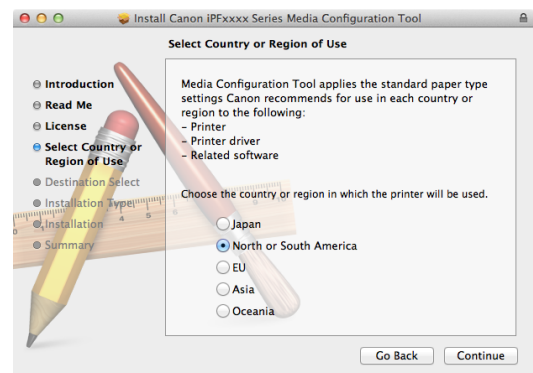 Install Canon iPFxxxx Series Media Configuration Tool
Select Country or Region of Use
Introduction
Read Me
License
Select Country or
Region of Use
Destination Select
Installation Type
Installation
Summary
Media Configuration Tool applies the standard paper type
settings Canon recommends for use in each country or
region to the following:
– Printer
– Printer driver
– Related software
Choose the country or region in which the printer will be used.
Japan
North or South America
EU
Asia
Oceania
Go Back
Continue